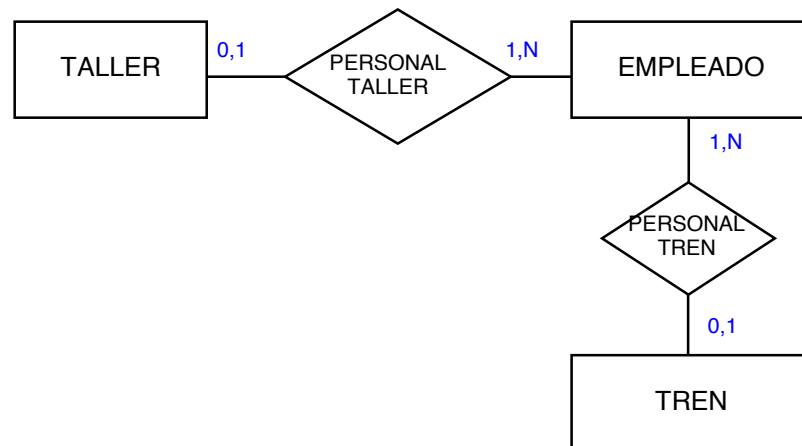 TALLER
0,1
PERSONAL
TALLER
1,N
EMPLEADO
1,N
PERSONAL
TREN
0,1
TREN